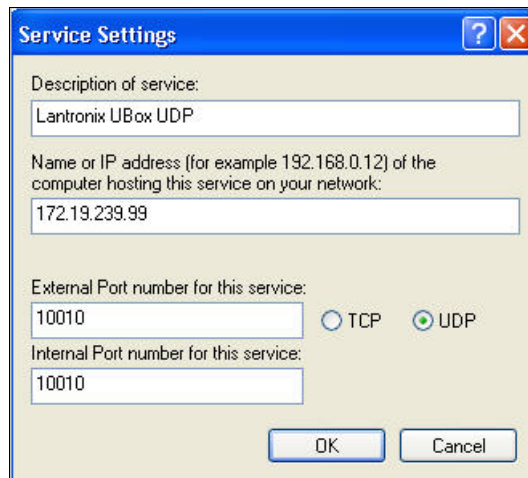 Service Settings
Description of service:
Lantronix UBox UDP
Name or IP address (for example 192.168.0.12) of the
computer hosting this service on your network:
172.19.239.99
External Port number for this service:
10010 TCP UDP
Internal Port number for this service:
10010
OK Cancel